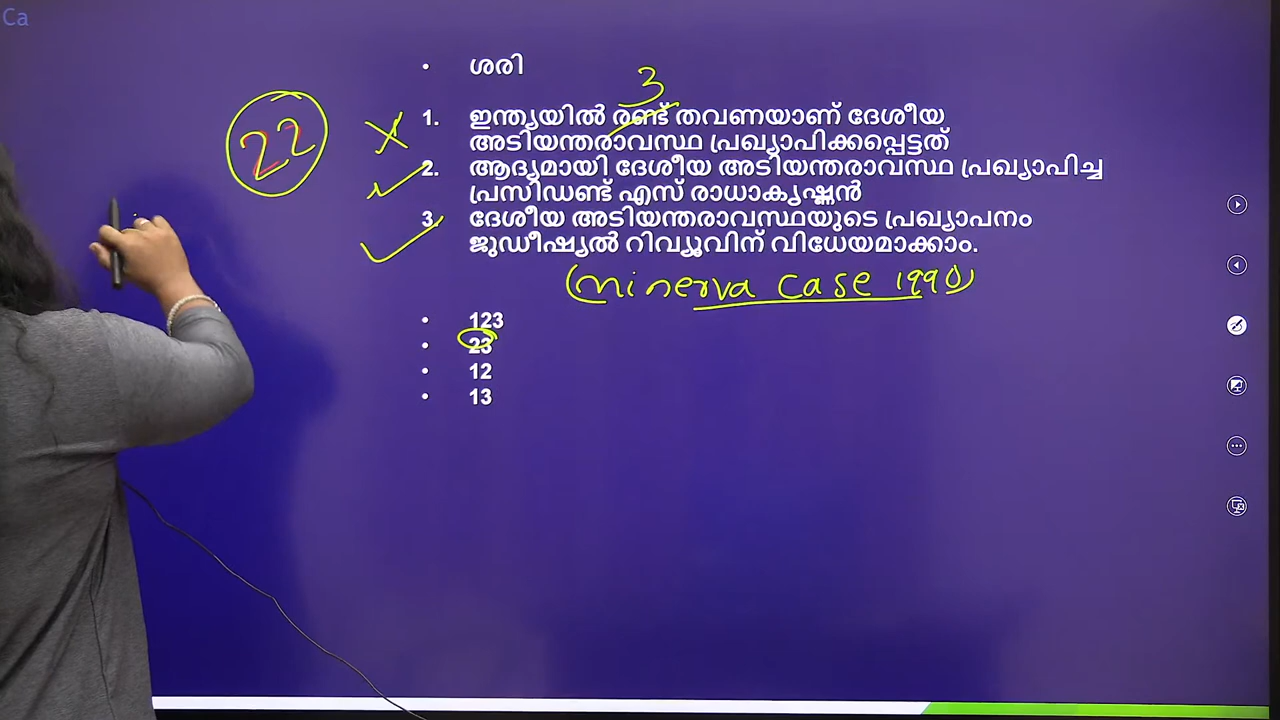 Ca
ശരി
3
22
1. ഇന്ത്യയിൽ രണ്ട് തവണയാണ് ദേശീയ
അടിയന്തരാവസ്ഥ പ്രഖ്യാപിക്കപ്പെട്ടത്
2. ആദ്യമായി ദേശീയ അടിയന്തരാവസ്ഥ പ്രഖ്യാപിച്ച
പ്രസിഡണ്ട് എസ് രാധാകൃഷ്ണൻ
3. ദേശീയ അടിയന്തരാവസ്ഥയുടെ പ്രഖ്യാപനം
ജുഡീഷ്യൽ റിവ്യൂവിന് വിധേയമാക്കാം.
(minerva case 1990)
123
23
12
13